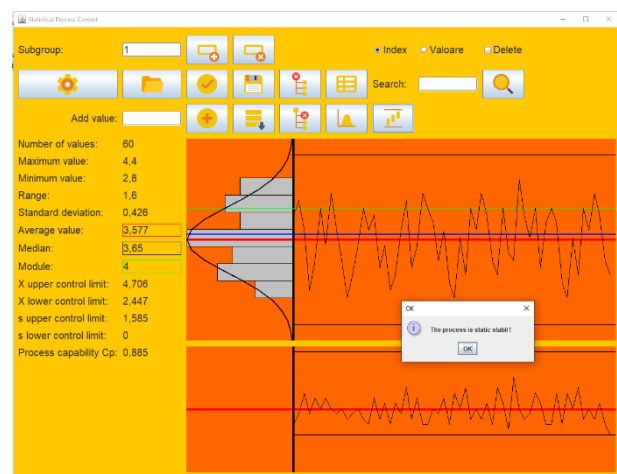 Statistical Process Control
Subgroup: 1
Index Valoare Delete
Search:
Add value:
Number of values: 60
Maximum value: 4,4
Minimum value: 2,8
Range: 1,6
Standard deviation: 0,426
Average value: 3,577
Median: 3,65
Module: 4
X upper control limit: 4,706
X lower control limit: 2,447
s upper control limit: 1,585
s lower control limit: 0
Process capability Cp: 0,885
OK
The process is static stabil!
OK